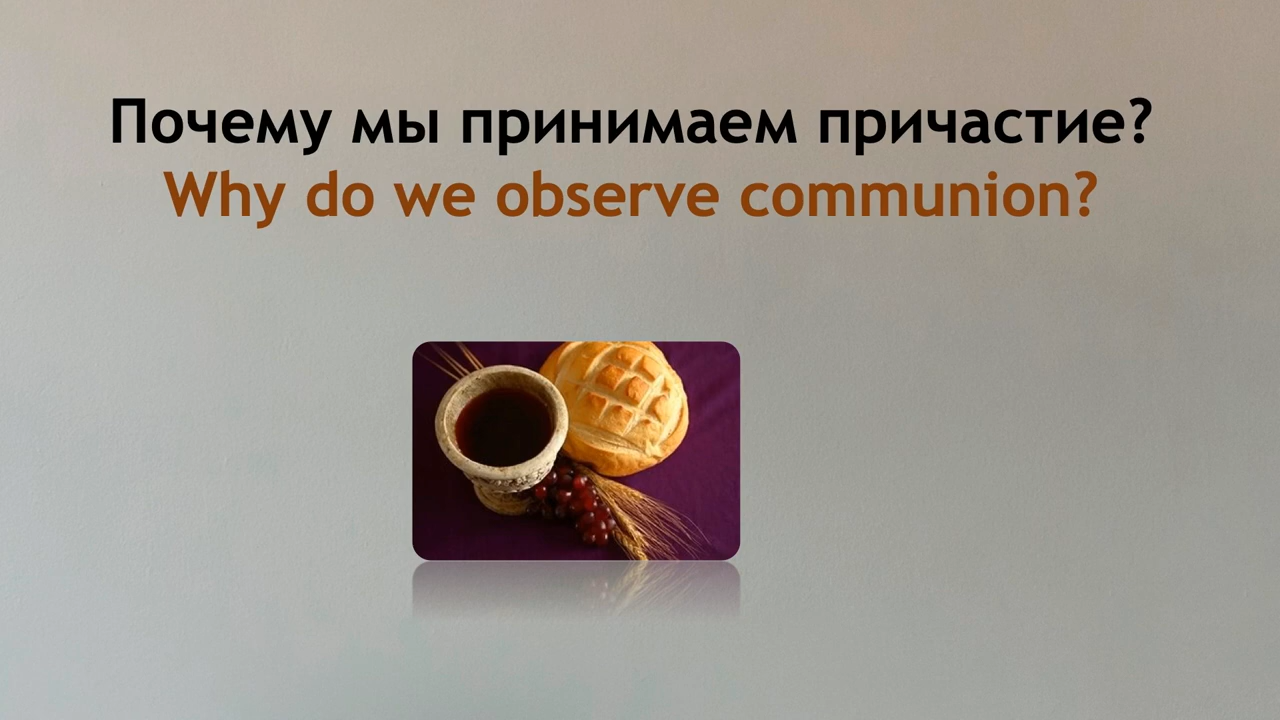 Почему мы принимаем причастие?
Why do we observe communion?